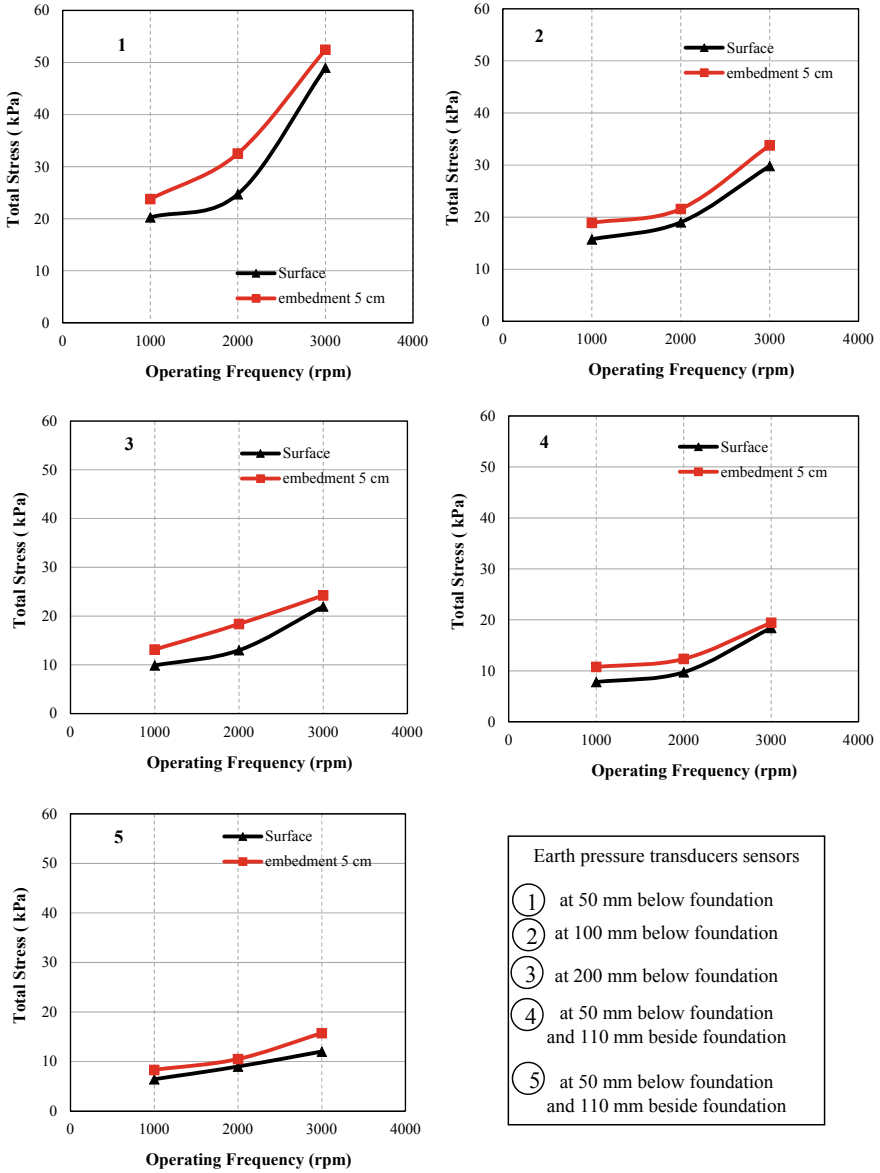 60
50
40
30
20
10
0
Total Stress ( kPa)
1
Surface
embedment 5 cm
0 1000 2000 3000 4000
Operating Frequency (rpm)
60
50
40
30
20
10
0
Total Stress ( kPa)
2
Surface
embedment 5 cm
0 1000 2000 3000 4000
Operating Frequency (rpm)
60
50
40
30
20
10
0
Total Stress ( kPa)
3
Surface
embedment 5 cm
0 1000 2000 3000 4000
Operating Frequency (rpm)
60
50
40
30
20
10
0
Total Stress ( kPa)
4
Surface
embedment 5 cm
0 1000 2000 3000 4000
Operating Frequency (rpm)
60
50
40
30
20
10
0
Total Stress ( kPa)
5
Surface
embedment 5 cm
0 1000 2000 3000 4000
Operating Frequency (rpm)
Earth pressure transducers sensors
1 at 50 mm below foundation
2 at 100 mm below foundation
3 at 200 mm below foundation
4 at 50 mm below foundation
and 110 mm beside foundation
5 at 50 mm below foundation
and 110 mm beside foundation